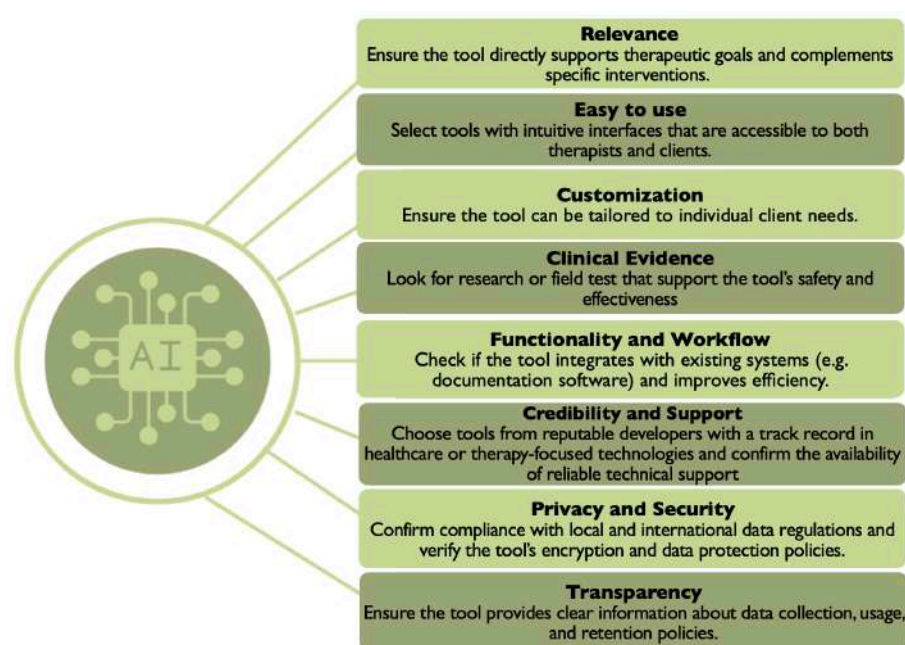 Relevance
Ensure the tool directly supports therapeutic goals and complements
specific interventions.
Easy to use
Select tools with intuitive interfaces that are accessible to both
therapists and clients.
Customization
Ensure the tool can be tailored to individual client needs.
Clinical Evidence
Look for research or field test that support the tool's safety and
effectiveness
AI
Functionality and Workflow
Check if the tool integrates with existing systems (e.g.
documentation software) and improves efficiency.
Credibility and Support
Choose tools from reputable developers with a track record in
healthcare or therapy-focused technologies and confirm the availability
of reliable technical support
Privacy and Security
Confirm compliance with local and international data regulations and
verify the tool's encryption and data protection policies.
Transparency
Ensure the tool provides clear information about data collection, usage,
and retention policies.